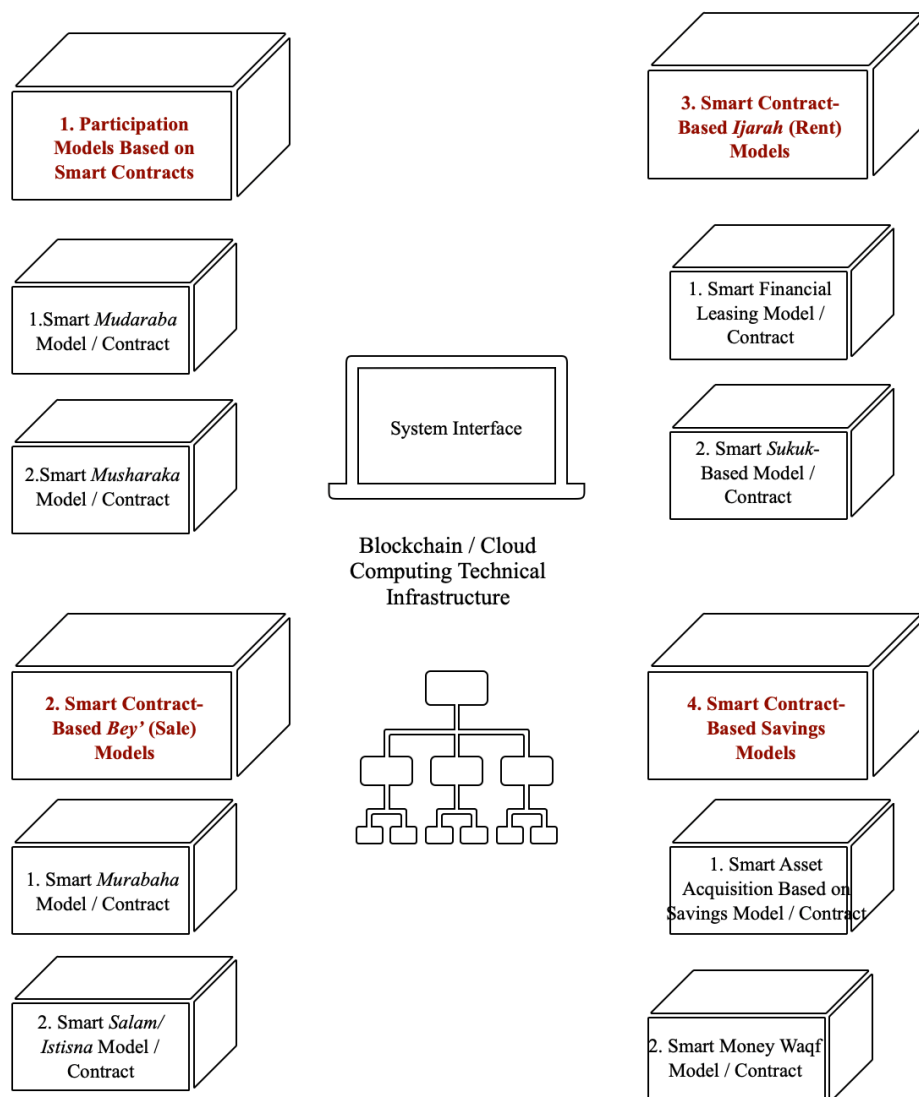 1. Participation
Models Based on
Smart Contracts
1.Smart Mudaraba
Model / Contract
2.Smart Musharaka
Model / Contract
2. Smart Contract-
Based Bey’ (Sale)
Models
1. Smart Murabaha
Model / Contract
2. Smart Salam/
Istisna Model /
Contract
System Interface
Blockchain / Cloud
Computing Technical
Infrastructure
3. Smart Contract-
Based Ijarah (Rent)
Models
1. Smart Financial
Leasing Model /
Contract
2. Smart Sukuk-
Based Model /
Contract
4. Smart Contract-
Based Savings
Models
1. Smart Asset
Acquisition Based on
Savings Model / Contract
2. Smart Money Waqf
Model / Contract